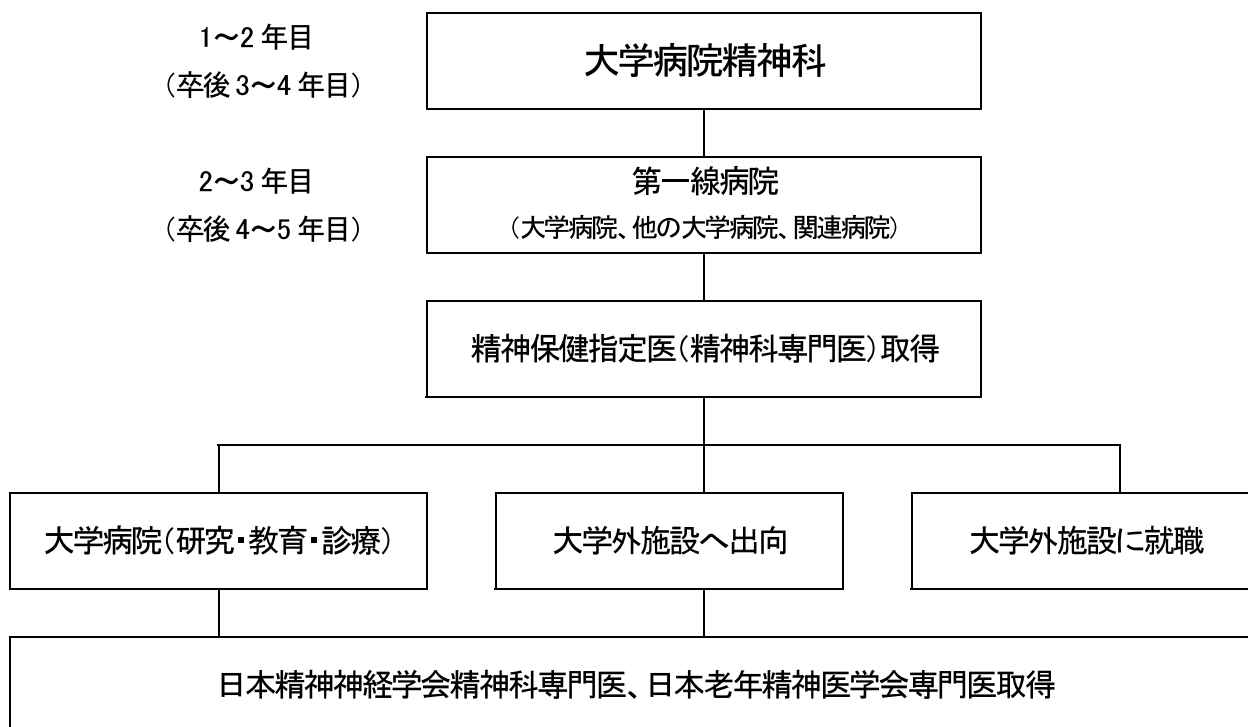 1～2 年目
（卒後 3～4 年目）
大学病院精神科
2～3 年目
（卒後 4～5 年目）
第一線病院
（大学病院、他の大学病院、関連病院）
精神保健指定医（精神科専門医）取得
大学病院（研究・教育・診療）
大学外施設へ出向
大学外施設に就職
日本精神神経学会精神科専門医、日本老年精神医学会専門医取得